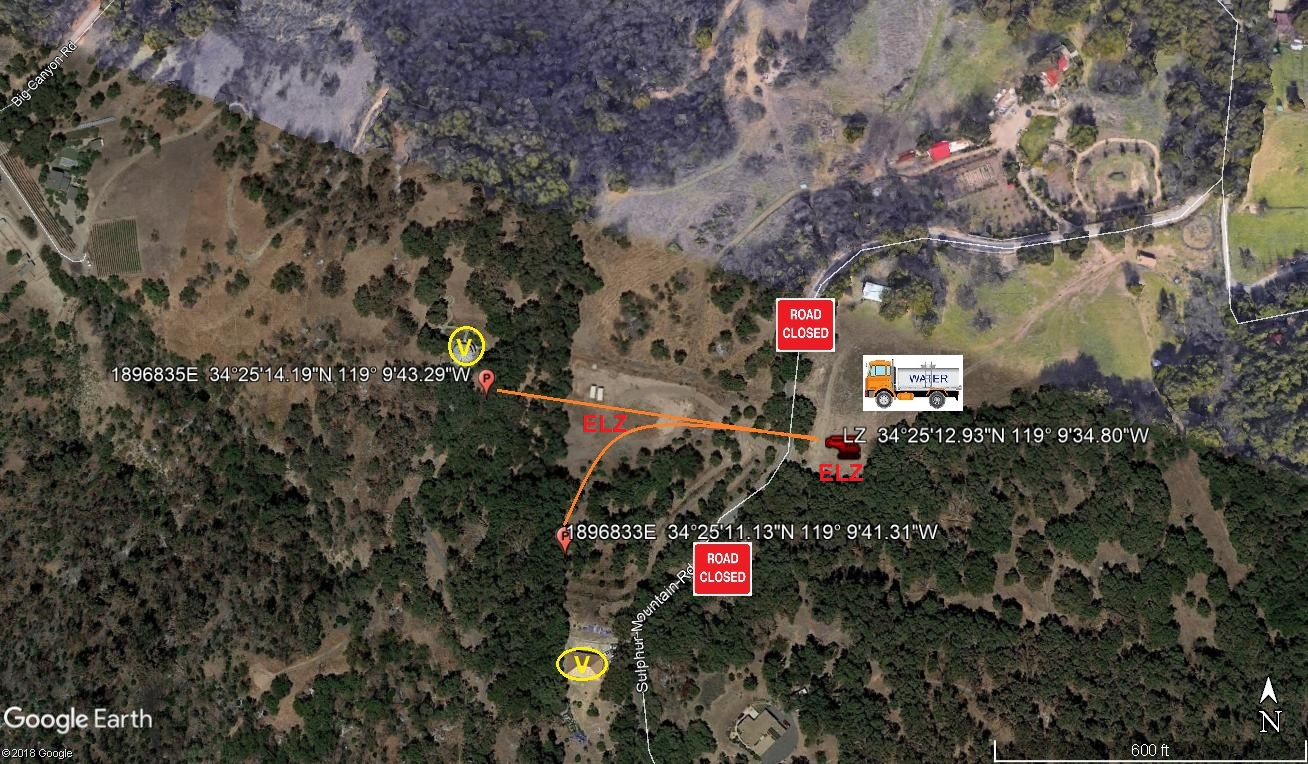 Big Canyon Rd
ROAD
CLOSED
V
1896835E  34°25'14.19"N 119° 9'43.29"W
P
WATER
ELZ
LZ  34°25'12.93"N 119° 9'34.80"W
ELZ
P
1896833E  34°25'11.13"N 119° 9'41.31"W
ROAD
CLOSED
Sulphur Mountain Rd
V
Google Earth
N
©2018 Google
600 ft